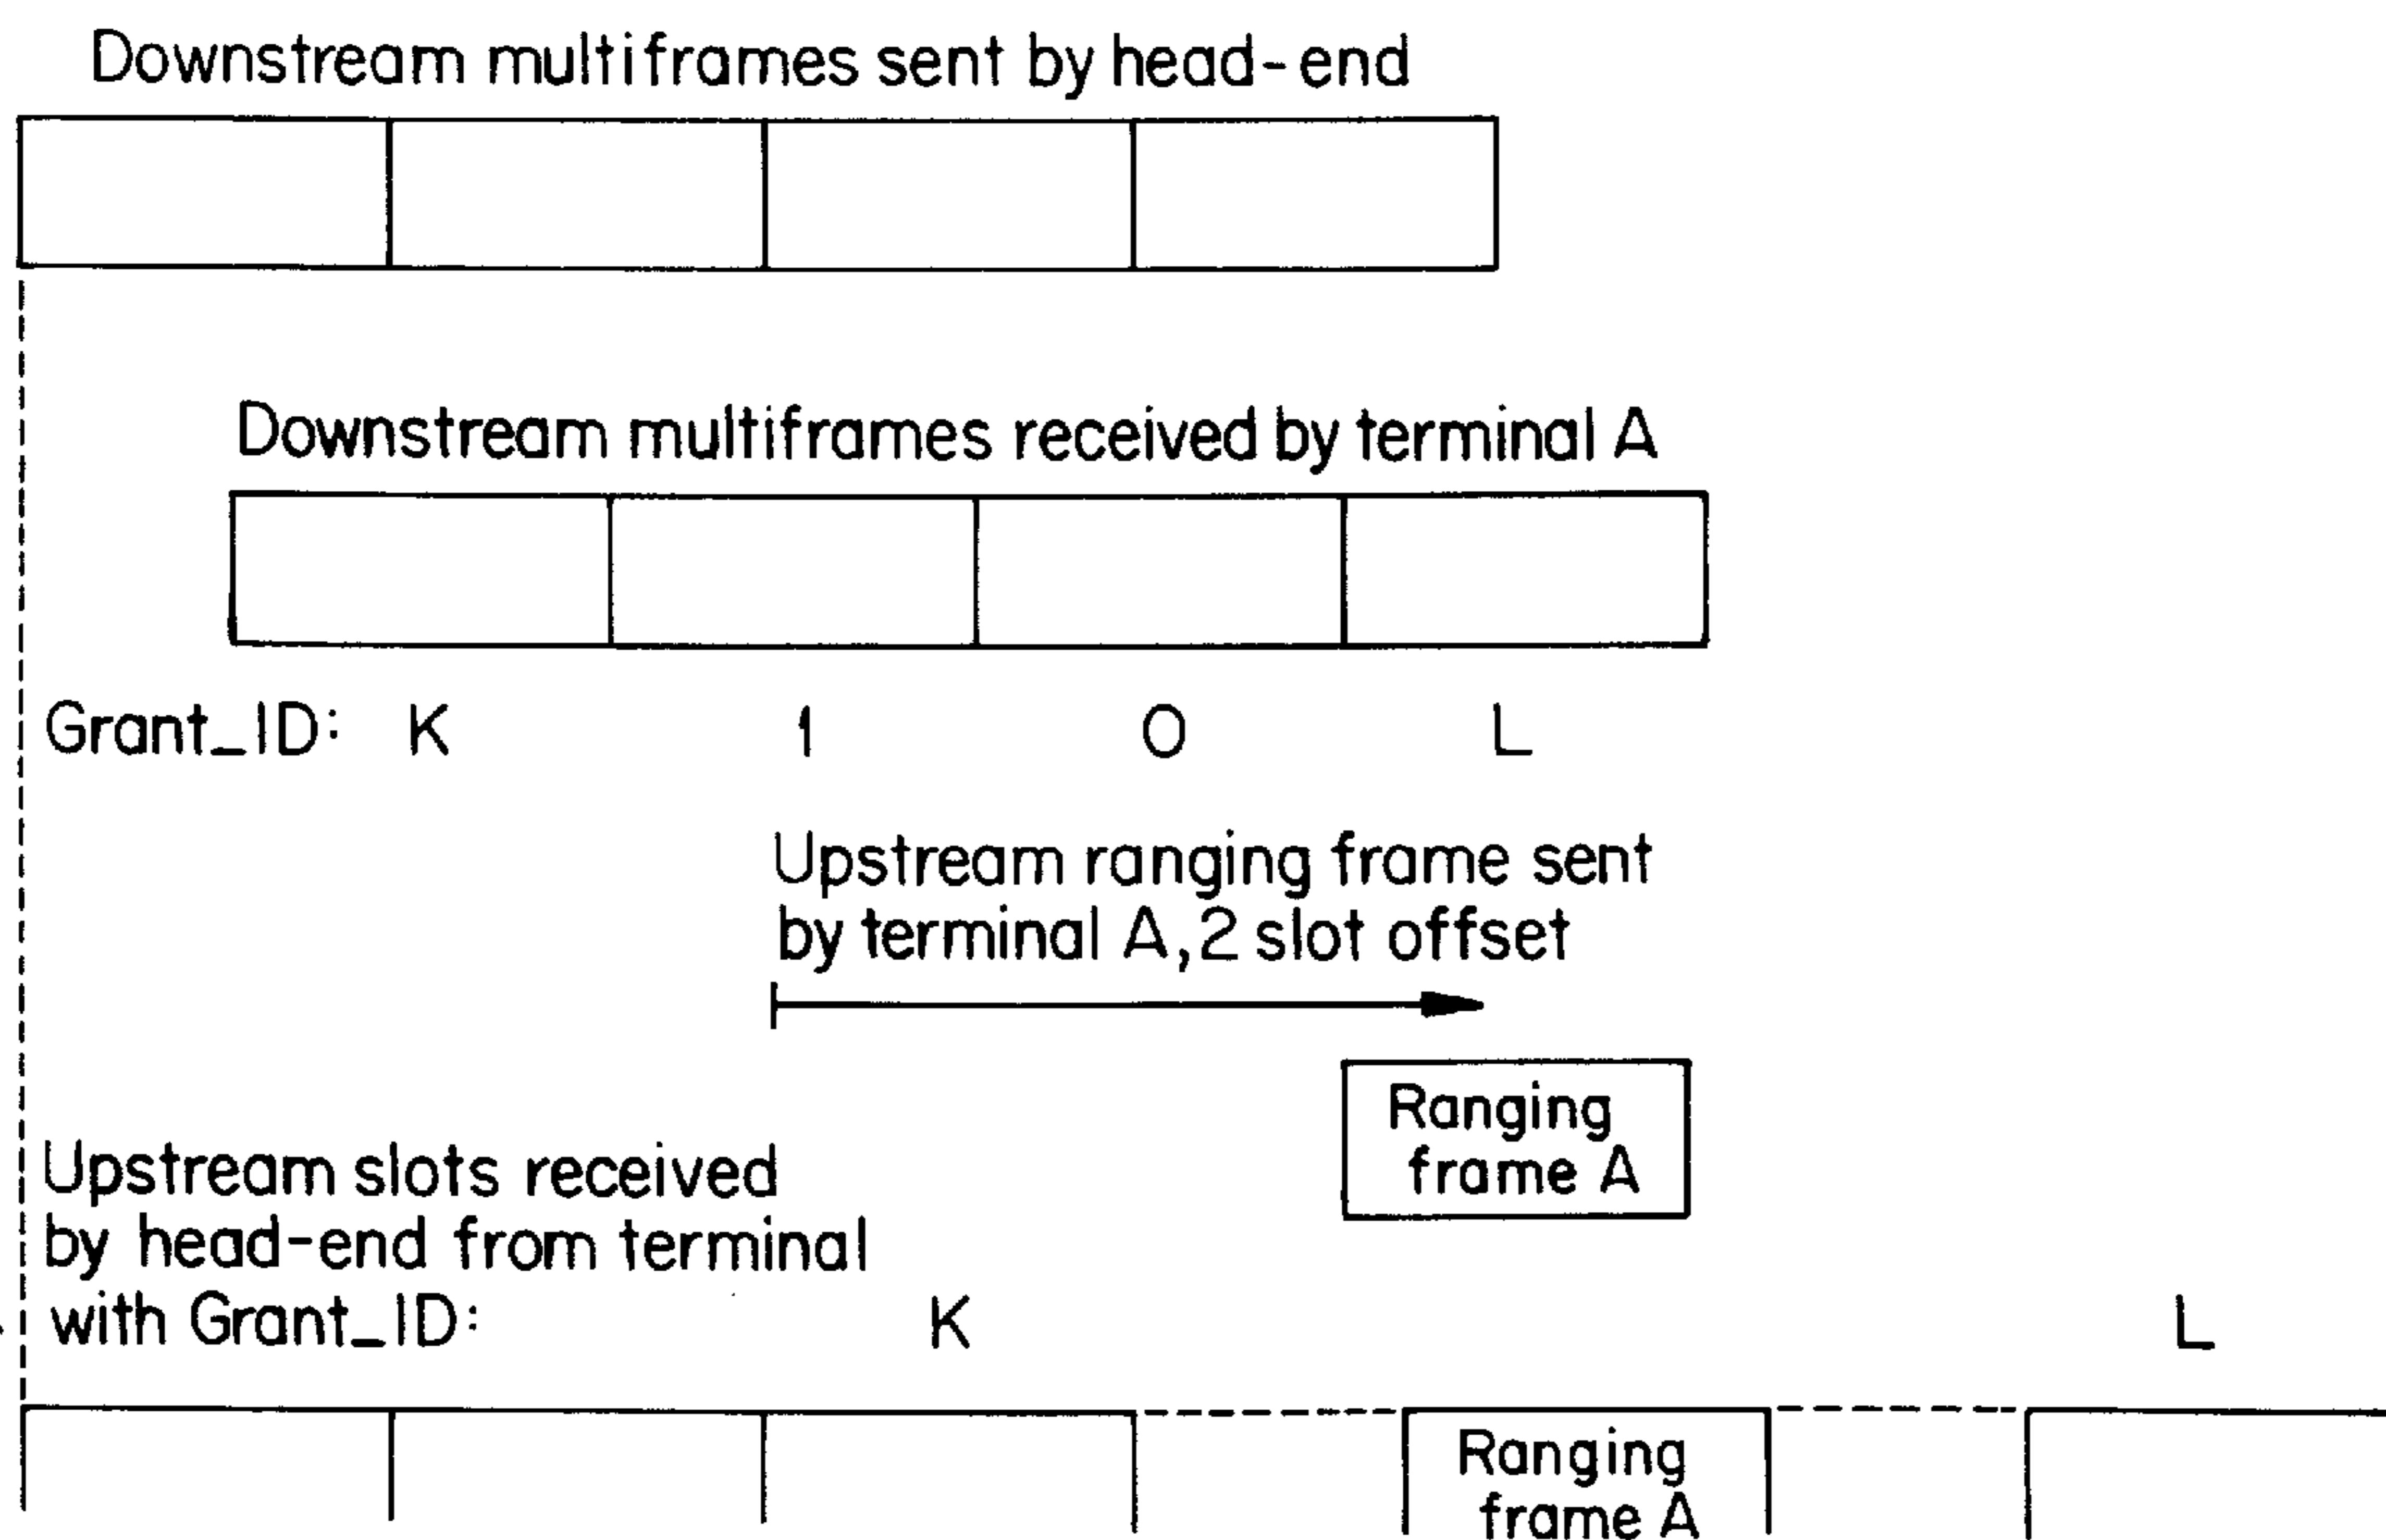 Downstream multiframes sent by head-end
Downstream multiframes received by terminal A
Grant_ID: K 1 0 L
Upstream ranging frame sent
by terminal A, 2 slot offset
Ranging
frame A
Upstream slots received
by head-end from terminal
with Grant_ID: K L
Ranging
frame A